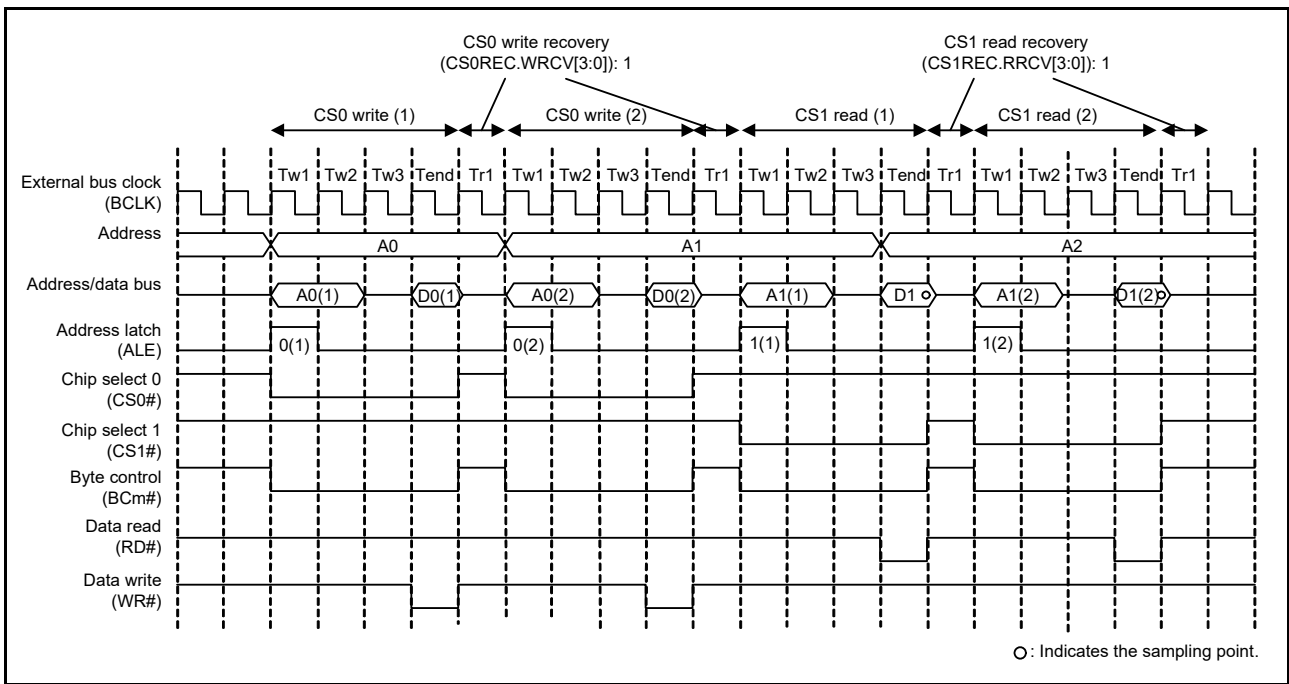 CS0 write recovery
(CS0REC.WRCV[3:0]): 1
CS1 read recovery
(CS1REC.RRCV[3:0]): 1
CS0 write (1)
CS0 write (2)
CS1 read (1)
CS1 read (2)
External bus clock
(BCLK)
Tw1 Tw2 Tw3 Tend Tr1 Tw1 Tw2 Tw3 Tend Tr1 Tw1 Tw2 Tw3 Tend Tr1 Tw1 Tw2 Tw3 Tend Tr1
Address
A0 A1 A2
Address/data bus
A0(1) D0(1) A0(2) D0(2) A1(1) D1 A1(2) D1(2)
Address latch
(ALE)
0(1) 0(2) 1(1) 1(2)
Chip select 0
(CS0#)
Chip select 1
(CS1#)
Byte control
(BCm#)
Data read
(RD#)
Data write
(WR#)
: Indicates the sampling point.